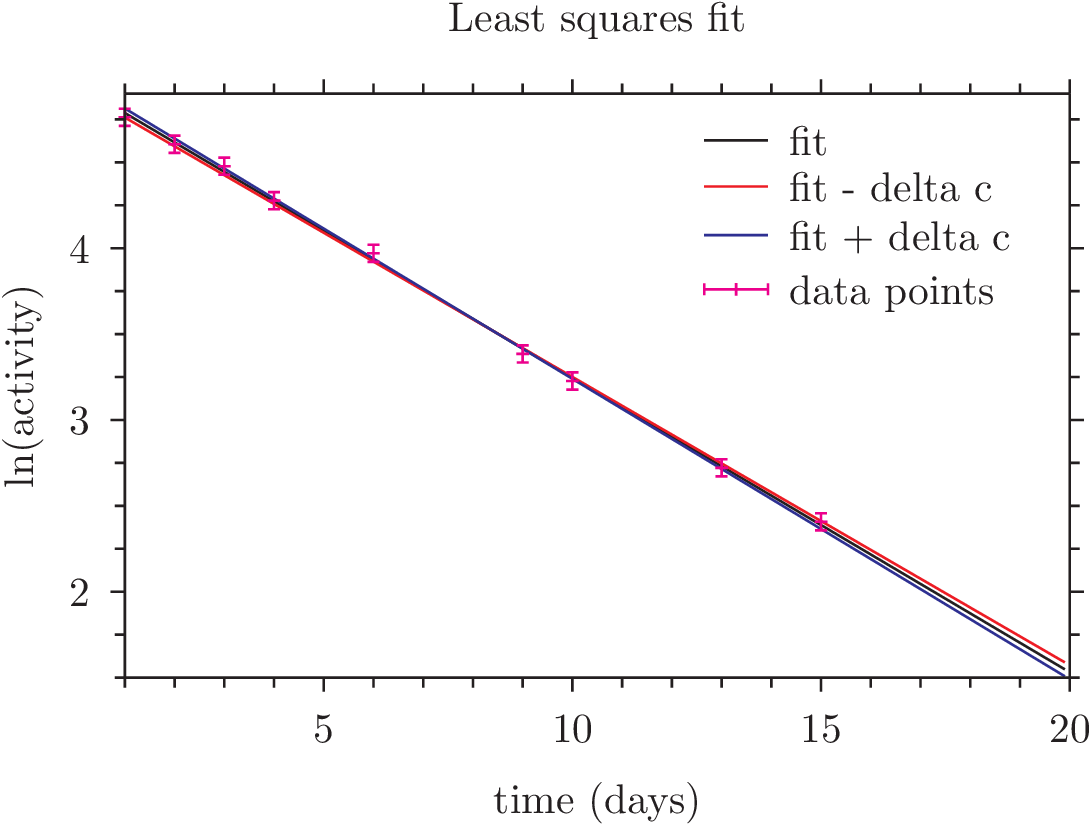 Least squares fit
fit
fit - delta c
fit + delta c
data points
ln(activity)
4
3
2
5
10
15
20
time (days)